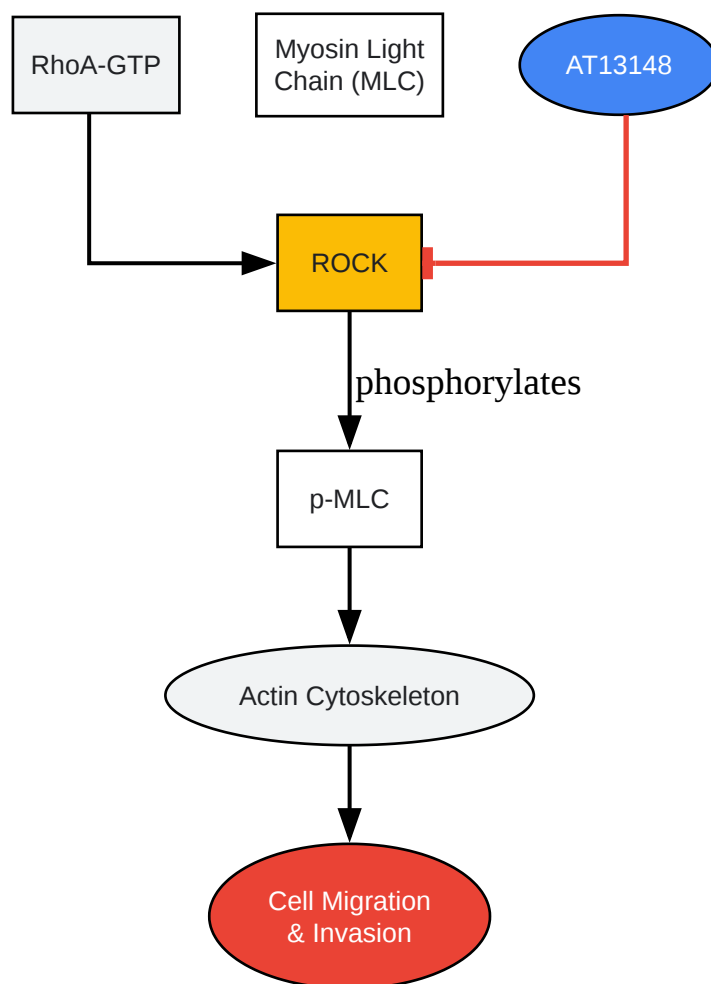 RhoA-GTP
Myosin Light
Chain (MLC)
AT13148
ROCK
phosphorylates
p-MLC
Actin Cytoskeleton
Cell Migration
& Invasion